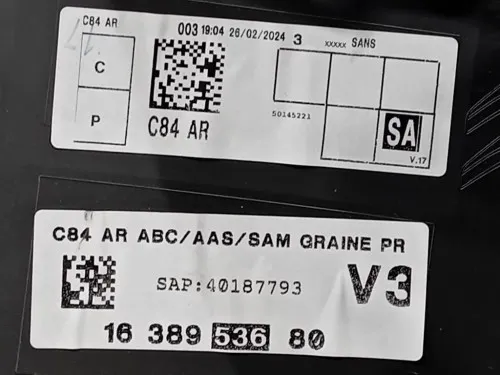 C84 AR
003 19:04 26/02/2024 3 xxxxx SANS
C
P
50145221
SA
C84 AR
V.17
C84 AR ABC/AAS/SAM GRAINE PR
SAP:40187793
V3
16 389 536 80